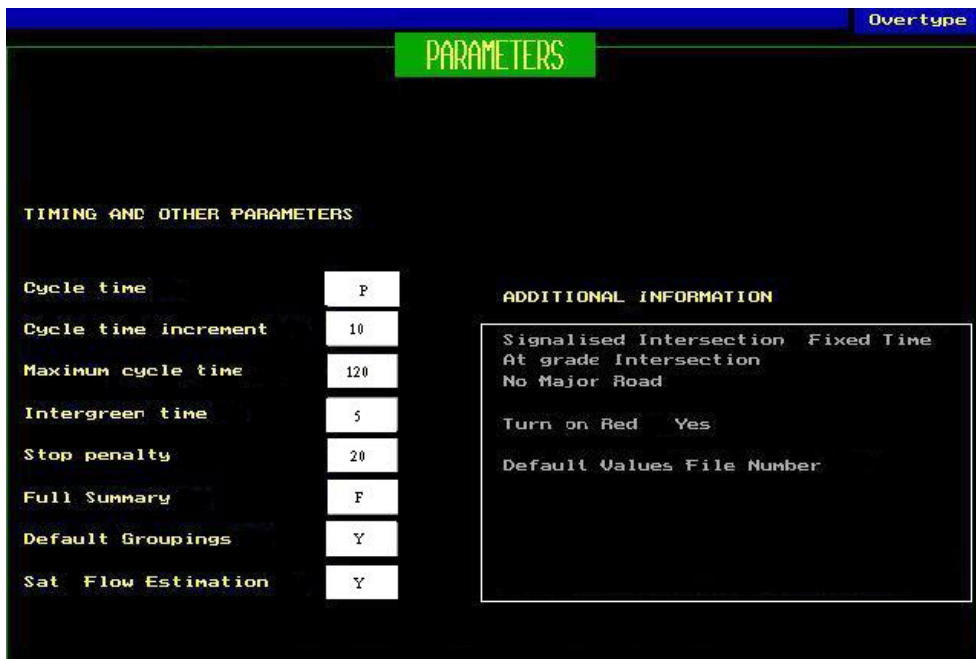 Overtype
PARAMETERS
TIMING AND OTHER PARAMETERS
Cycle time P
Cycle time increment 10
Maximum cycle time 120
Intergreen time 5
Stop penalty 20
Full Summary F
Default Groupings Y
Sat Flow Estimation Y
ADDITIONAL INFORMATION
Signalised Intersection Fixed Time
At grade Intersection
No Major Road
Turn on Red Yes
Default Values File Number